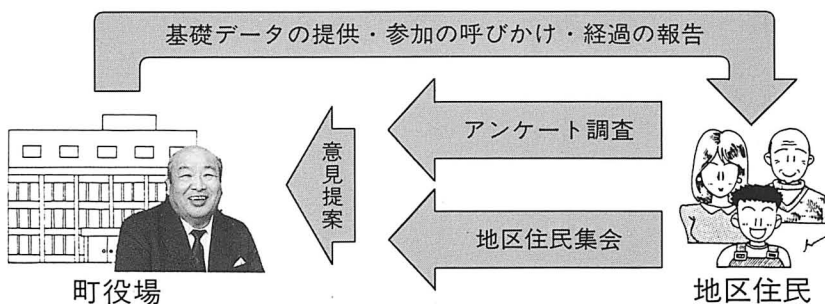 基礎データの提供・参加の呼びかけ・経過の報告
アンケート調査
意見提案
地区住民集会
町役場
地区住民